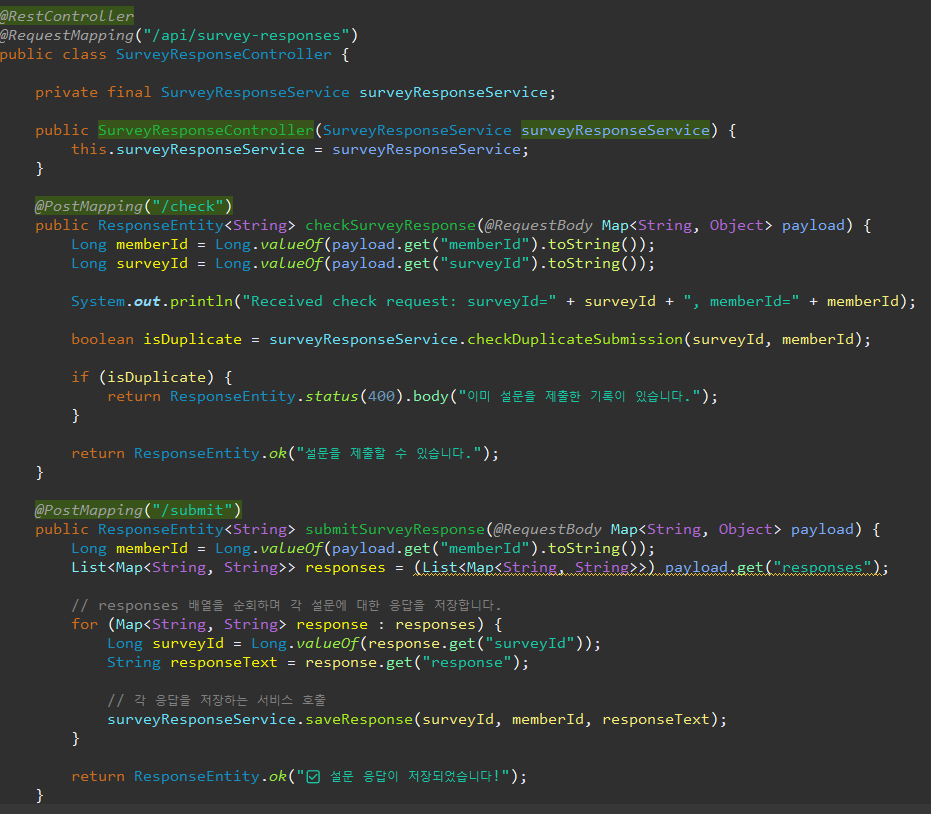 @RestController
@RequestMapping("/api/survey-responses")
public class SurveyResponseController {
private final SurveyResponseService surveyResponseService;
public SurveyResponseController(SurveyResponseService surveyResponseService) {
this.surveyResponseService = surveyResponseService;
}
@PostMapping("/check")
public ResponseEntity<String> checkSurveyResponse(@RequestBody Map<String, Object> payload) {
Long memberId = Long.valueOf(payload.get("memberId").toString());
Long surveyId = Long.valueOf(payload.get("surveyId").toString());
System.out.println("Received check request: surveyId=" + surveyId + ", memberId=" + memberId);
boolean isDuplicate = surveyResponseService.checkDuplicateSubmission(surveyId, memberId);
if (isDuplicate) {
return ResponseEntity.status(400).body("이미 설문을 제출한 기록이 있습니다.");
}
return ResponseEntity.ok("설문을 제출할 수 있습니다.");
}
@PostMapping("/submit")
public ResponseEntity<String> submitSurveyResponse(@RequestBody Map<String, Object> payload) {
Long memberId = Long.valueOf(payload.get("memberId").toString());
List<Map<String, String>> responses = (List<Map<String, String>>) payload.get("responses");
// responses 배열을 순회하며 각 설문에 대한 응답을 저장합니다.
for (Map<String, String> response : responses) {
Long surveyId = Long.valueOf(response.get("surveyId"));
String responseText = response.get("response");
// 각 응답을 저장하는 서비스 호출
surveyResponseService.saveResponse(surveyId, memberId, responseText);
}
return ResponseEntity.ok("✅ 설문 응답이 저장되었습니다!");
}